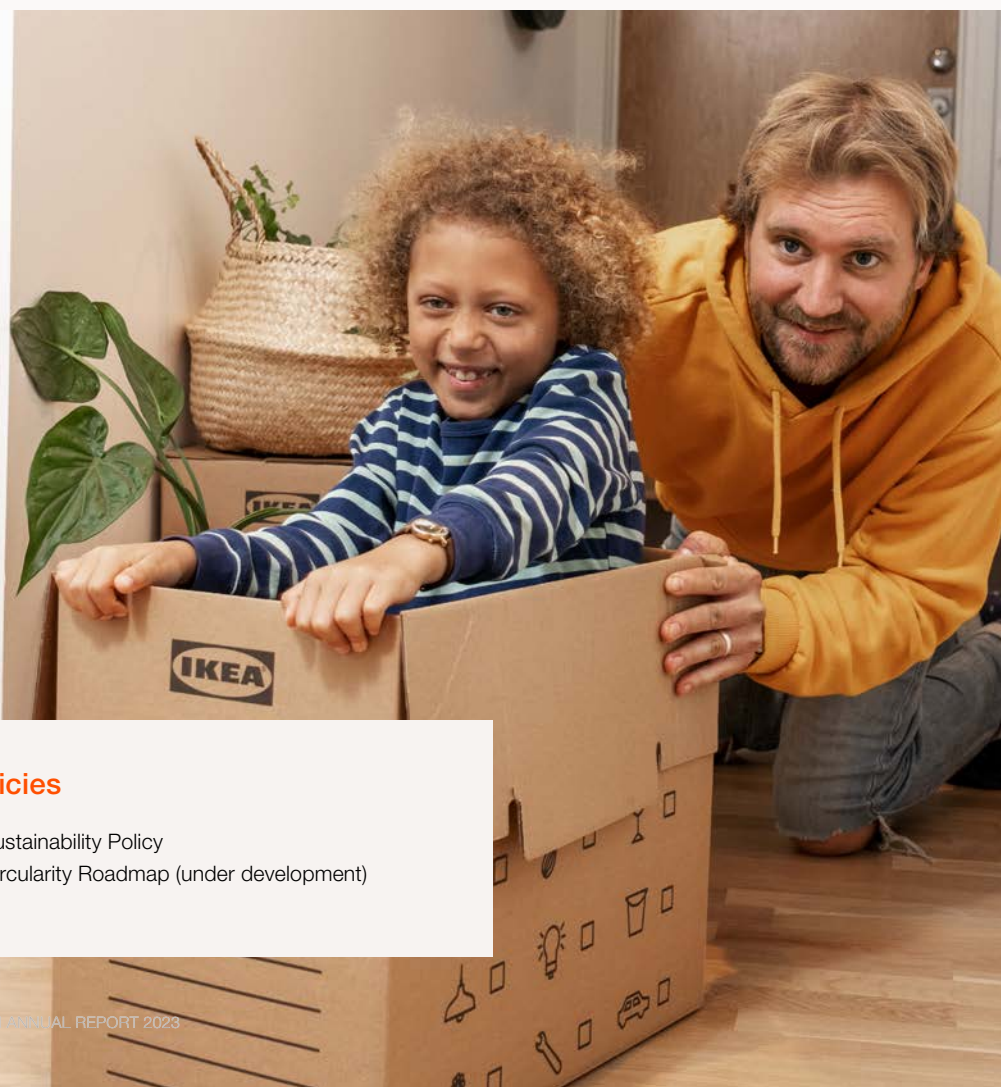 IKEA
IKEA
icies
ustainability Policy
rcularity Roadmap (under development)
ANNUAL REPORT 2023